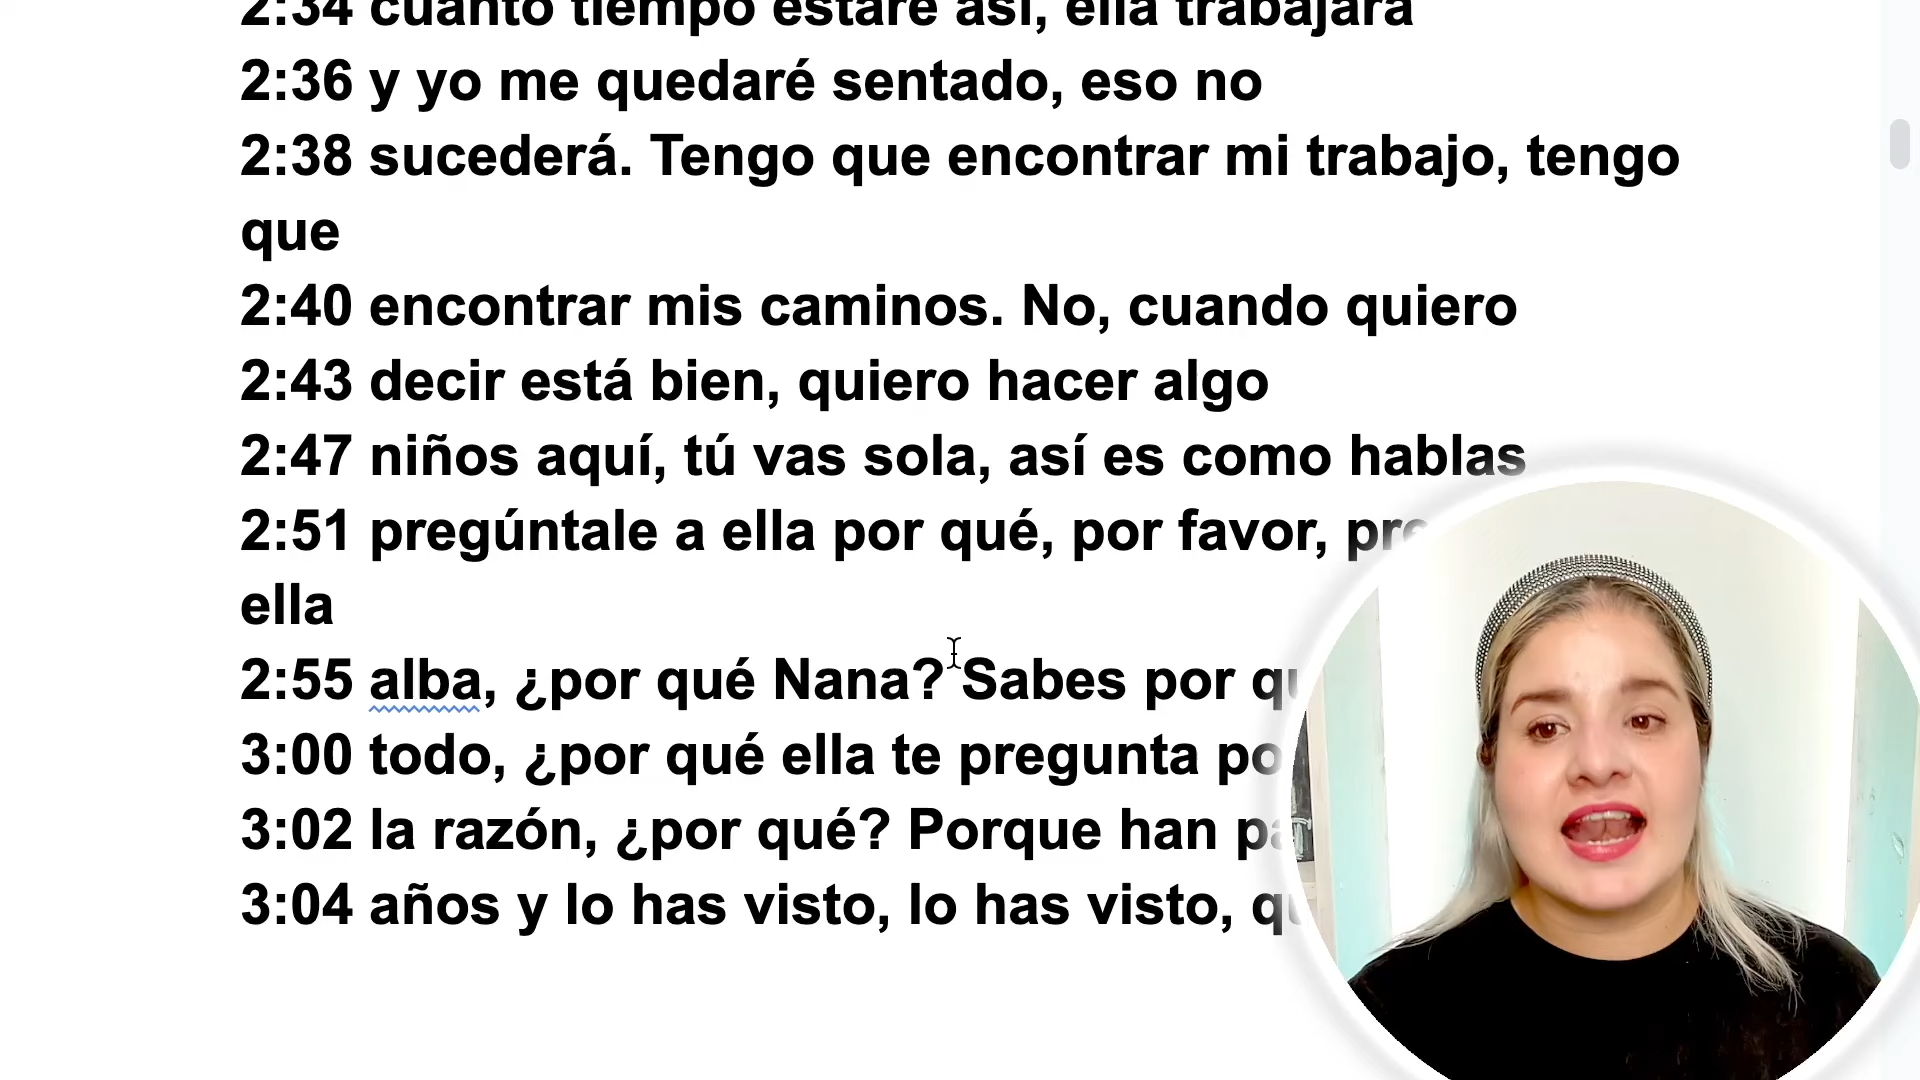 2:34 cuánto tiempo estaré así, ella trabajará
2:36 y yo me quedaré sentado, eso no
2:38 sucederá. Tengo que encontrar mi trabajo, tengo
que
2:40 encontrar mis caminos. No, cuando quiero
2:43 decir está bien, quiero hacer algo
2:47 niños aquí, tú vas sola, así es como hablas
2:51 pregúntale a ella por qué, por favor,
ella
2:55 alba, ¿por qué Nana? Sabes por
3:00 todo, ¿por qué ella te pregunta
3:02 la razón, ¿por qué? Porque han
3:04 años y lo has visto, lo has visto,